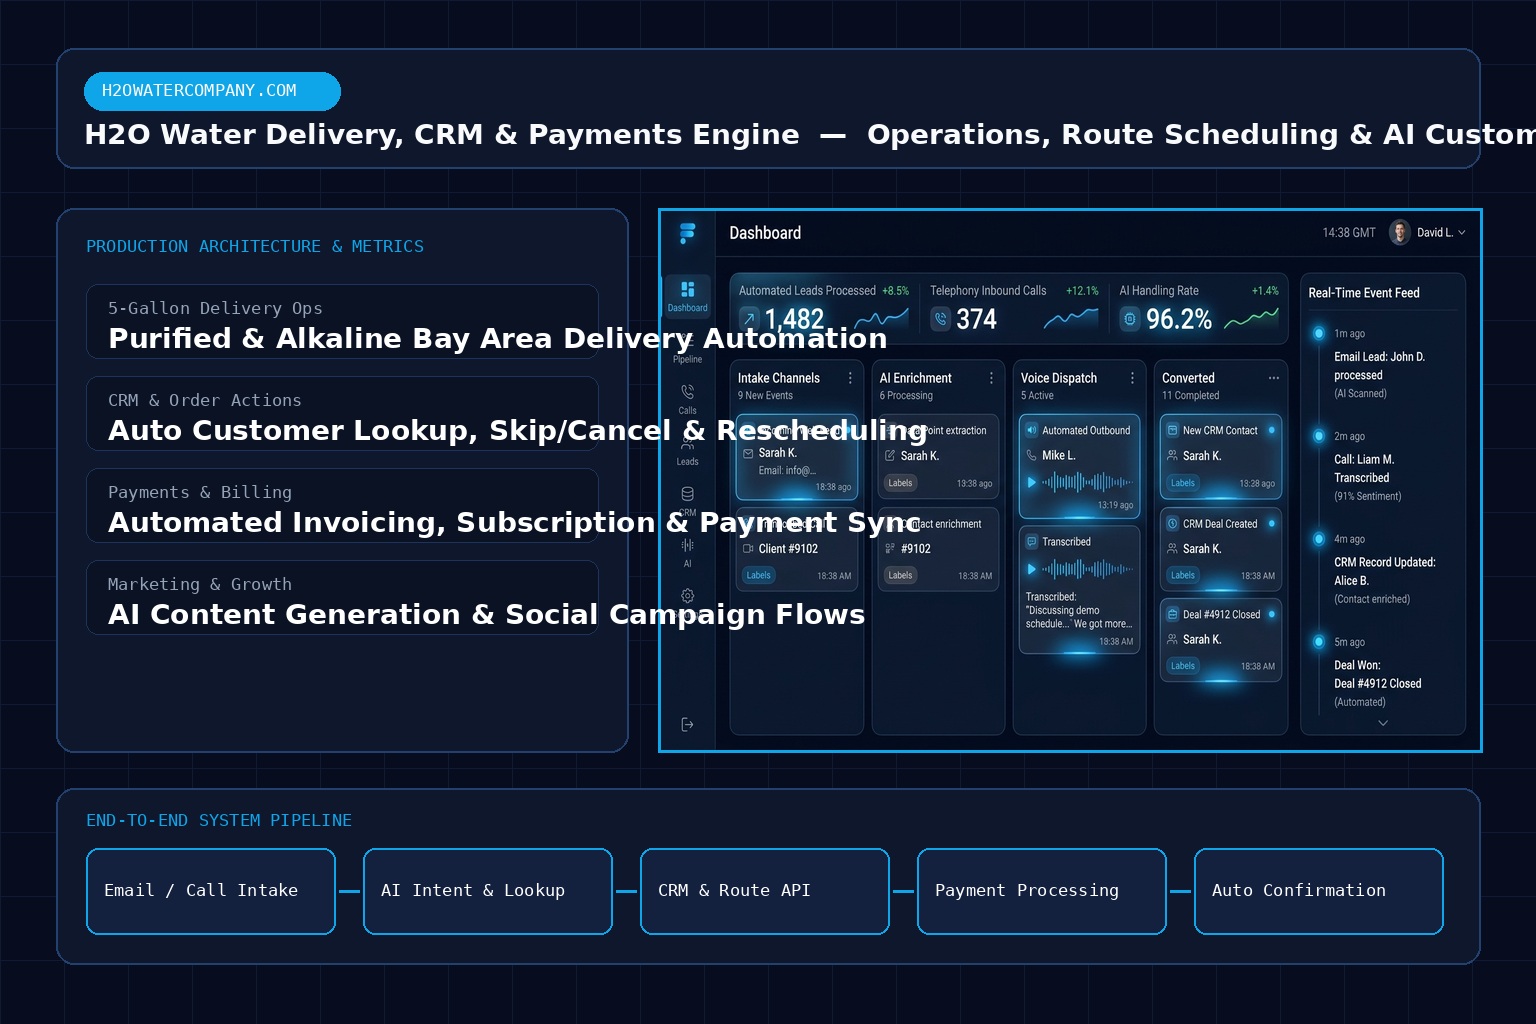 H2OWATERCOMPANY.COM
H2O Water Delivery, CRM & Payments Engine — Operations, Route Scheduling & AI Custom
PRODUCTION ARCHITECTURE & METRICS
5-Gallon Delivery Ops
Purified & Alkaline Bay Area Delivery Automation
CRM & Order Actions
Auto Customer Lookup, Skip/Cancel & Rescheduling
Payments & Billing
Automated Invoicing, Subscription & Payment Sync
Marketing & Growth
AI Content Generation & Social Campaign Flows
Dashboard
14:38 GMT
David L.
Dashboard
Pipeline
Calls
Leads
CRM
AI
Automated Leads Processed +8.5%
1,482
Telephony Inbound Calls +12.1%
374
AI Handling Rate +1.4%
96.2%
Intake Channels
9 New Events
Sarah K.
Email: info@...
18:38 ago
Client #9102
Labels
18:38 AM
AI Enrichment
6 Processing
Point extraction
Sarah K.
Labels
13:38 ago
Contact enrichment
#9102
Labels
18:38 AM
Voice Dispatch
5 Active
Automated Outbound
Mike L.
13:19 ago
Transcribed
Transcribed:
"Discussing demo
schedule..." We got more...
18:38 AM
Converted
11 Completed
New CRM Contact
Sarah K.
Labels
13:28 ago
CRM Deal Created
Sarah K.
Labels
18:38 AM
Deal #4912 Closed
Sarah K.
Labels
18:38 AM
Real-Time Event Feed
1m ago
Email Lead: John D.
processed
(AI Scanned)
2m ago
Call: Liam M.
Transcribed
(91% Sentiment)
4m ago
CRM Record Updated:
Alice B.
(Contact enriched)
5m ago
Deal Won:
Deal #4912 Closed
(Automated)
END-TO-END SYSTEM PIPELINE
Email / Call Intake
AI Intent & Lookup
CRM & Route API
Payment Processing
Auto Confirmation